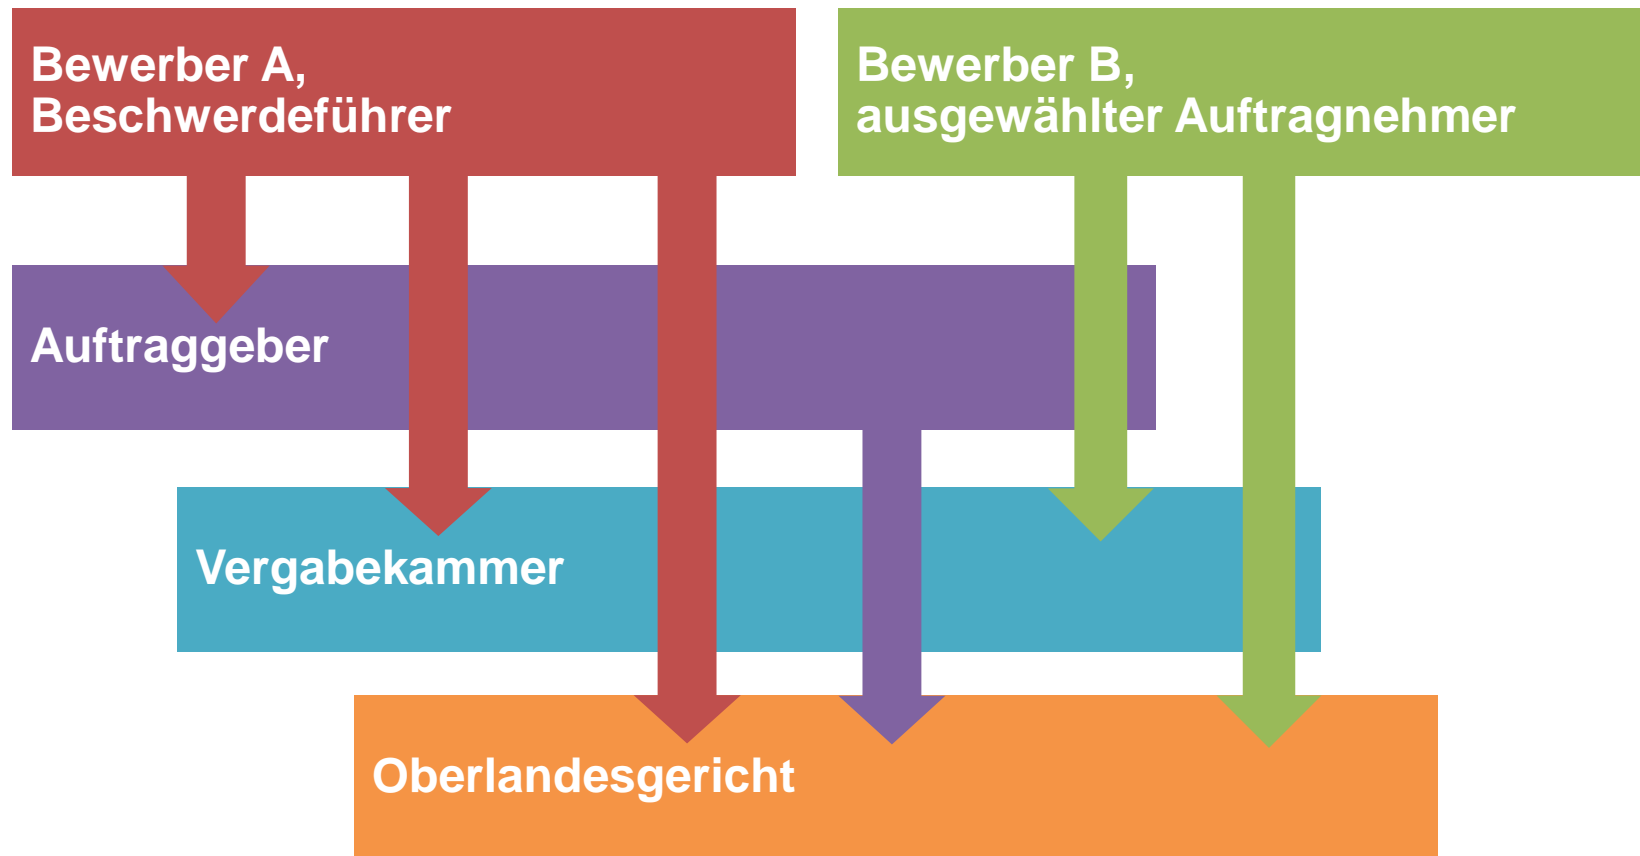 Bewerber A,
Beschwerdeführer
Bewerber B,
ausgewählter Auftragnehmer
Auftraggeber
Vergabekammer
Oberlandesgericht